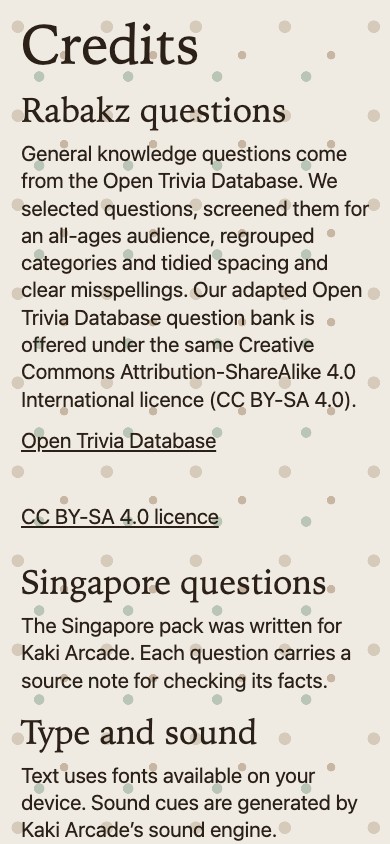 Credits
Rabakz questions
General knowledge questions come
from the Open Trivia Database. We
selected questions, screened them for
an all-ages audience, regrouped
categories and tidied spacing and
clear misspellings. Our adapted Open
Trivia Database question bank is
offered under the same Creative
Commons Attribution-ShareAlike 4.0
International licence (CC BY-SA 4.0).
Open Trivia Database
CC BY-SA 4.0 licence
Singapore questions
The Singapore pack was written for
Kaki Arcade. Each question carries a
source note for checking its facts.
Type and sound
Text uses fonts available on your
device. Sound cues are generated by
Kaki Arcade’s sound engine.